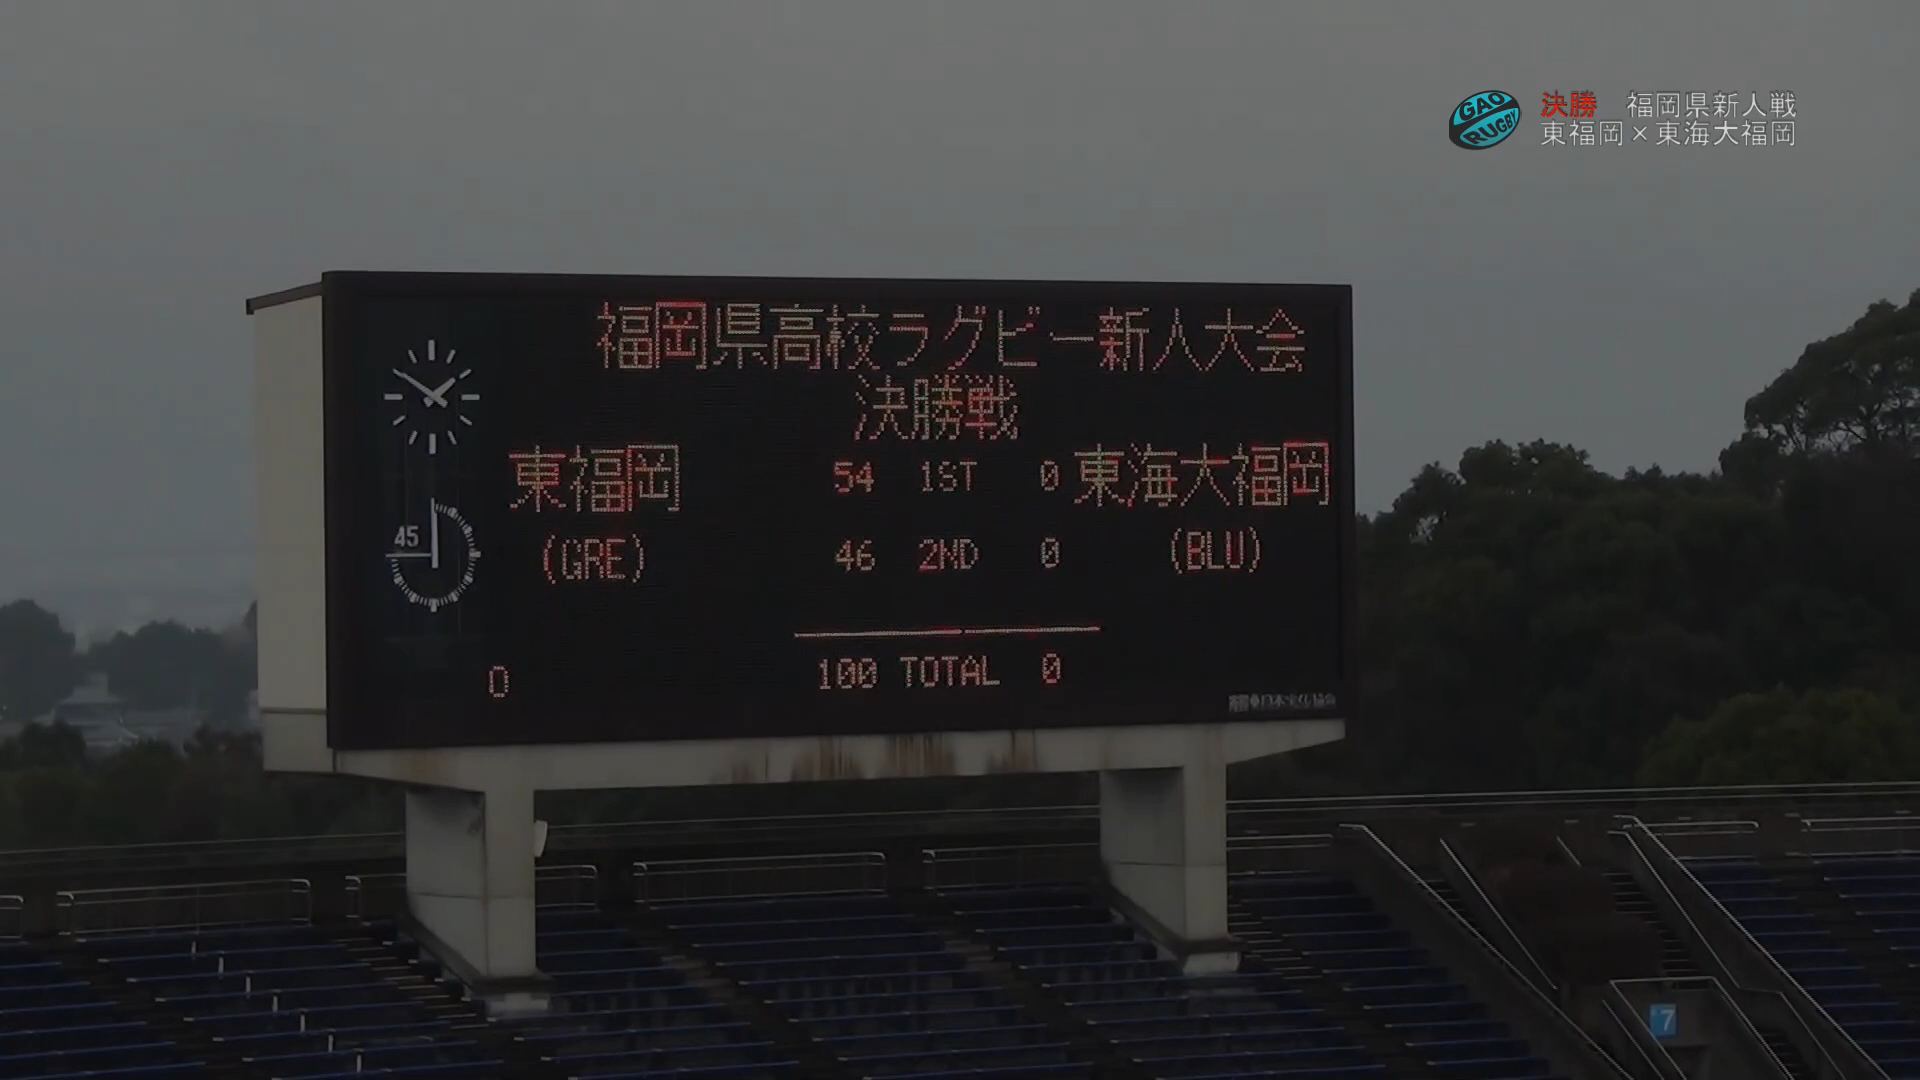 GAO
RUGBY
決勝 福岡県新人戦
東福岡×東海大福岡
福岡県高校ラグビー新人大会
決勝戦
東福岡 54 1ST 0 東海大福岡
45
(GRE) 46 2ND 0 (BLU)
0 100 TOTAL 0
7